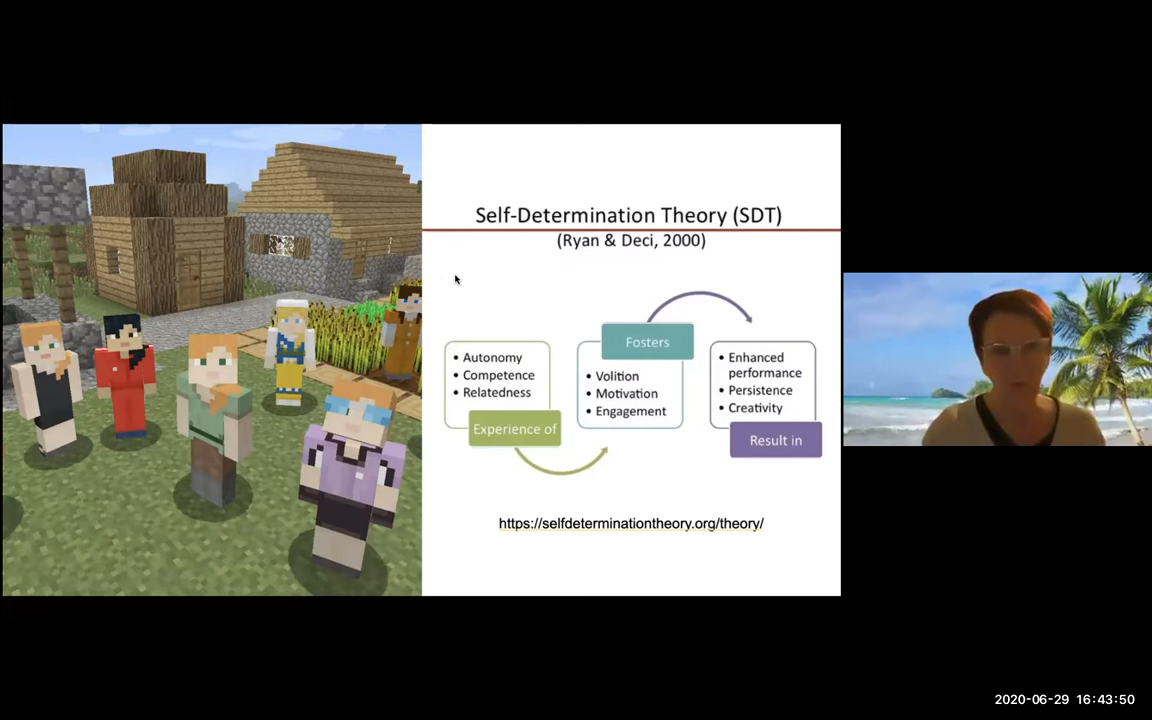 Self-Determination Theory (SDT)
(Ryan & Deci, 2000)
• Autonomy
• Competence
• Relatedness
Experience of
Fosters
• Volition
• Motivation
• Engagement
• Enhanced
performance
• Persistence
• Creativity
Result in
https://selfdeterminationtheory.org/theory/
2020-06-29 16:43:50